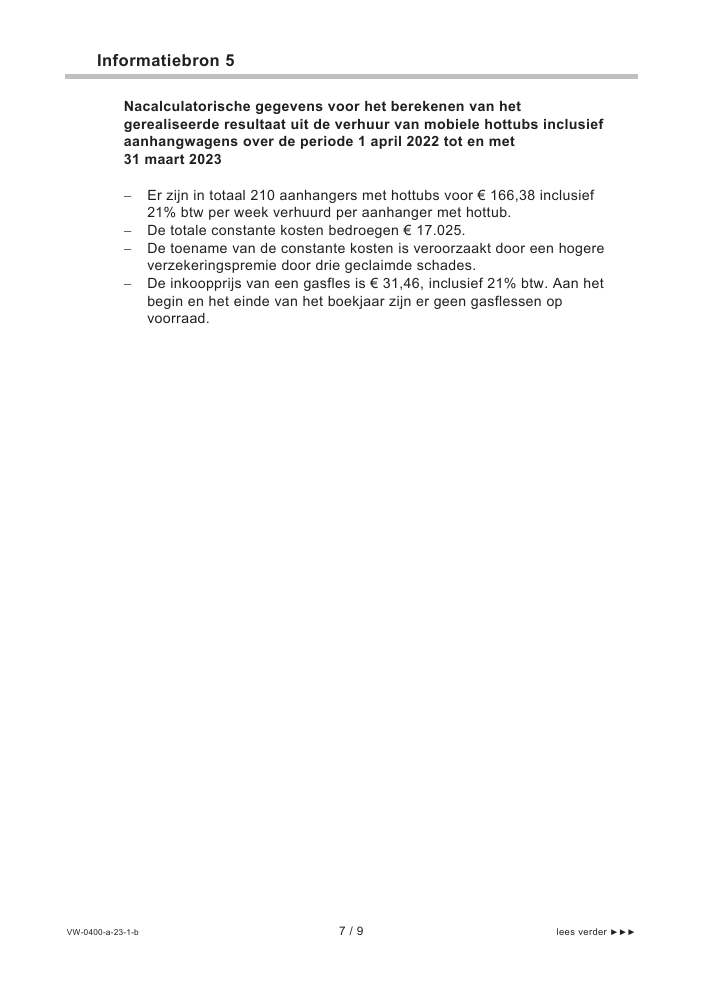 Informatiebron 5
Nacalculatorische gegevens voor het berekenen van het
gerealiseerde resultaat uit de verhuur van mobiele hottubs inclusief
aanhangwagens over de periode 1 april 2022 tot en met
31 maart 2023
– Er zijn in totaal 210 aanhangers met hottubs voor € 166,38 inclusief
21% btw per week verhuurd per aanhanger met hottub.
– De totale constante kosten bedroegen € 17.025.
– De toename van de constante kosten is veroorzaakt door een hogere
verzekeringspremie door drie geclaimde schades.
– De inkoopprijs van een gasfles is € 31,46, inclusief 21% btw. Aan het
begin en het einde van het boekjaar zijn er geen gasflessen op
voorraad.
VW-0400-a-23-1-b
7 / 9
lees verder ►►►